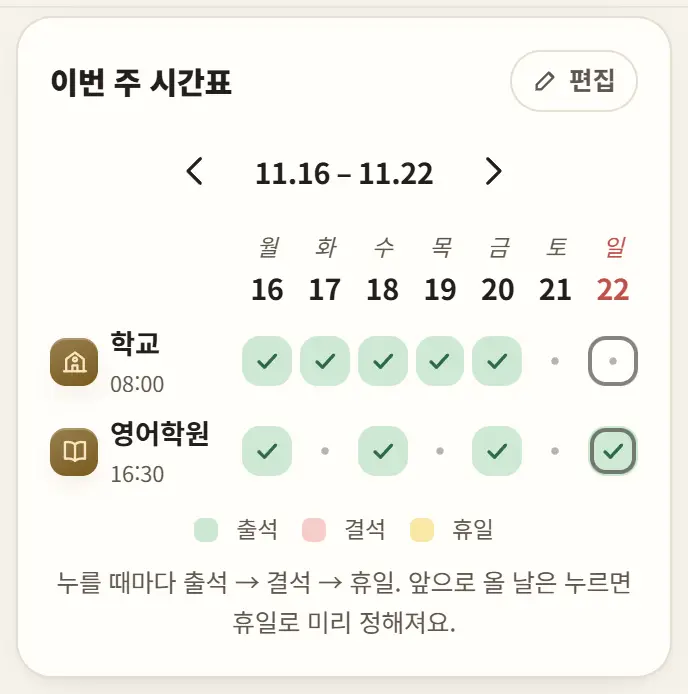 이번 주 시간표
편집
11.16 – 11.22
월 화 수 목 금 토 일
16 17 18 19 20 21 22
학교
08:00
영어학원
16:30
출석 결석 휴일
누를 때마다 출석 → 결석 → 휴일. 앞으로 올 날은 누르면
휴일로 미리 정해져요.